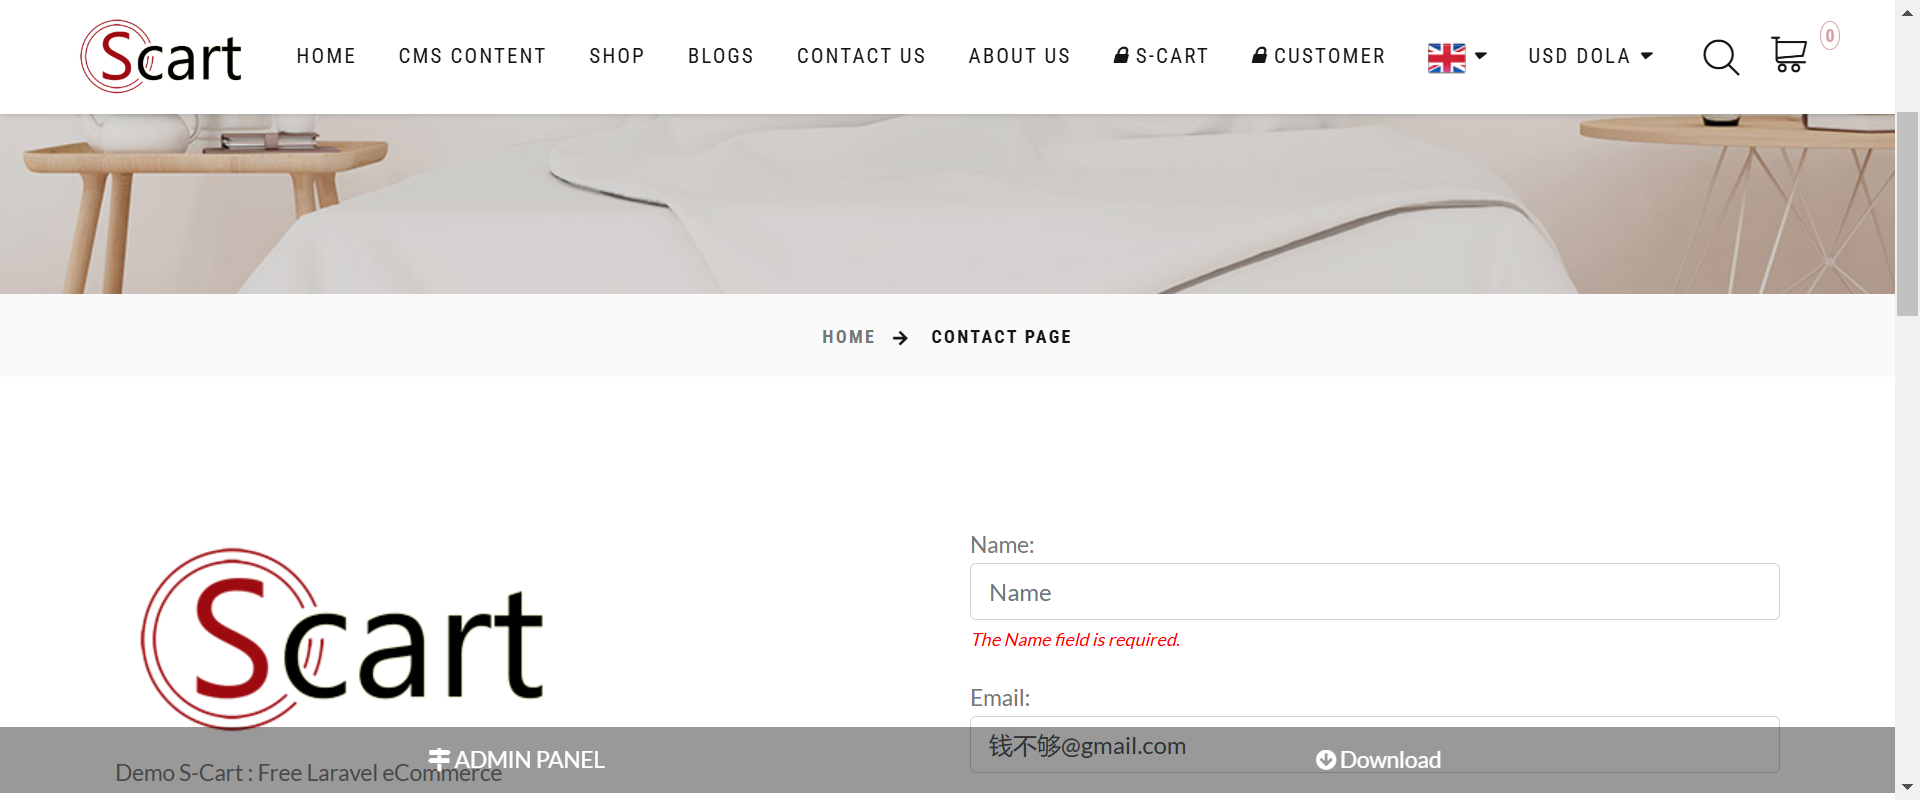 Scart HOME CMS CONTENT SHOP BLOGS CONTACT US ABOUT US S-CART CUSTOMER USD DOLA 0
HOME CONTACT PAGE
Scart
Demo S-Cart : Free Laravel eCommerce
Name:
Name
The Name field is required.
Email:
钱不够@gmail.com
ADMIN PANEL Download